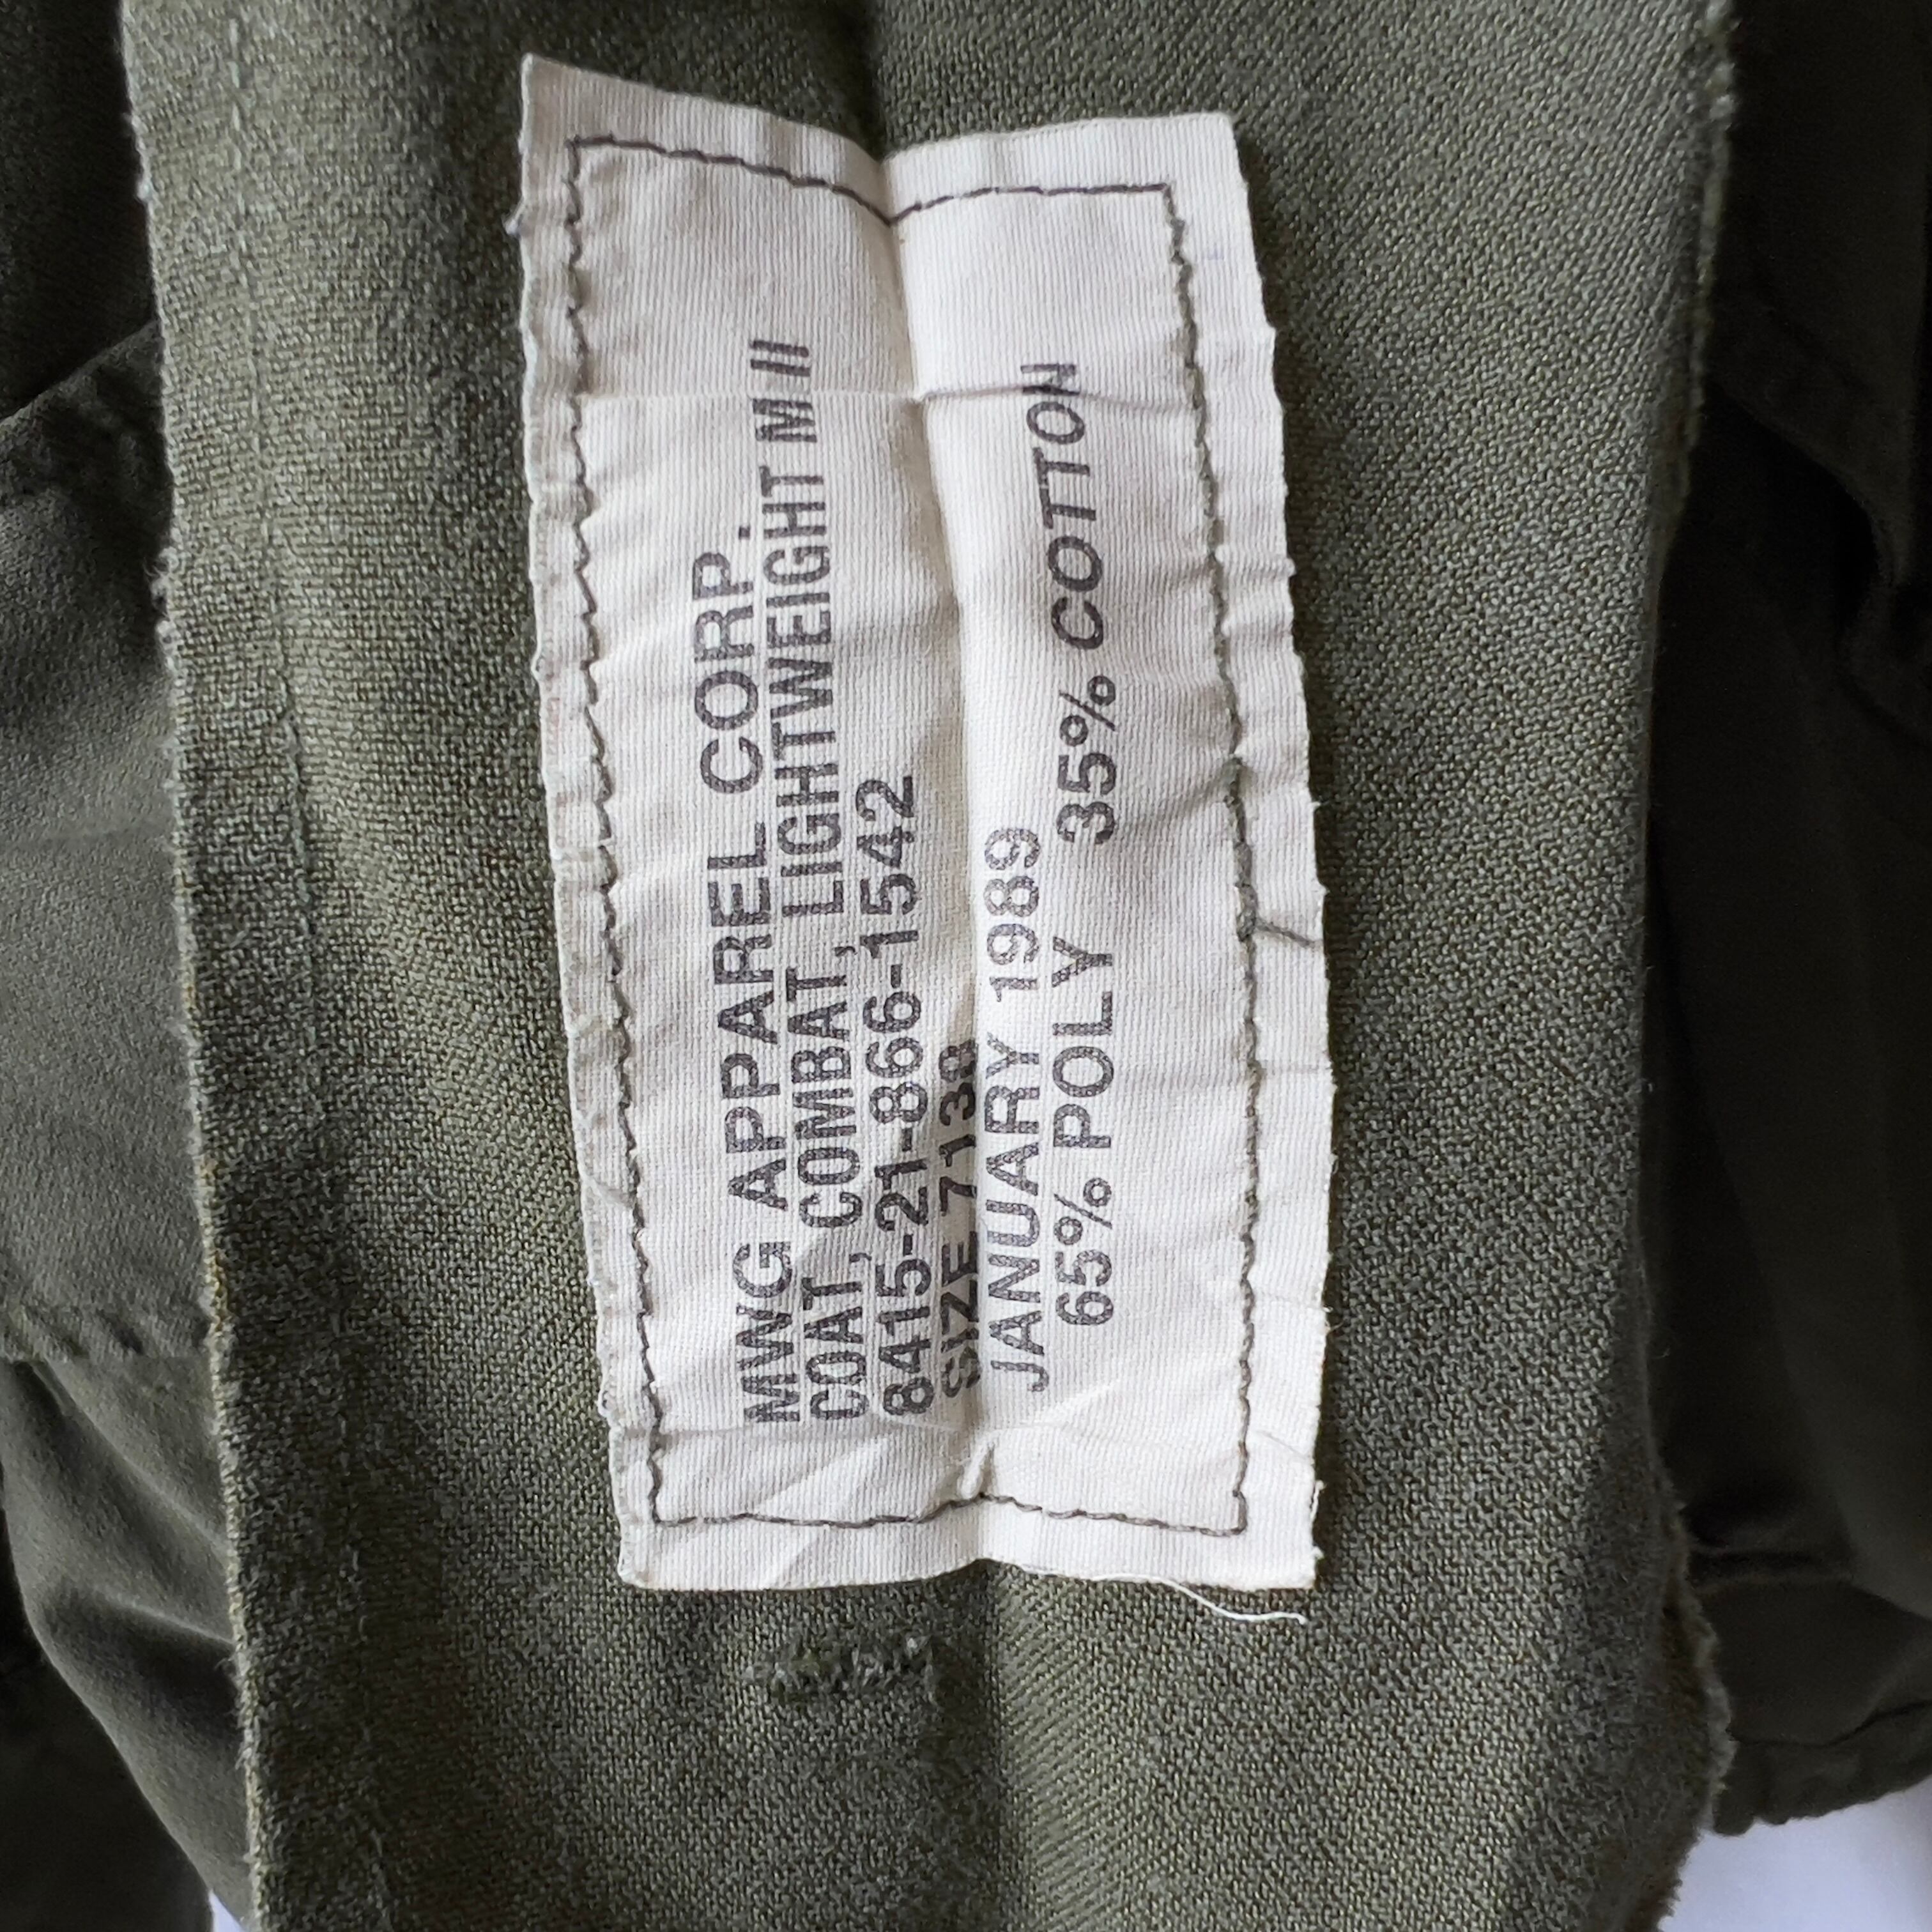 MWG APPAREL CORP.
COAT, COMBAT, LIGHTWEIGHT M II
8415-21-866-1542
SIZE 7138
JANUARY 1989
65% POLY 35% COTTON